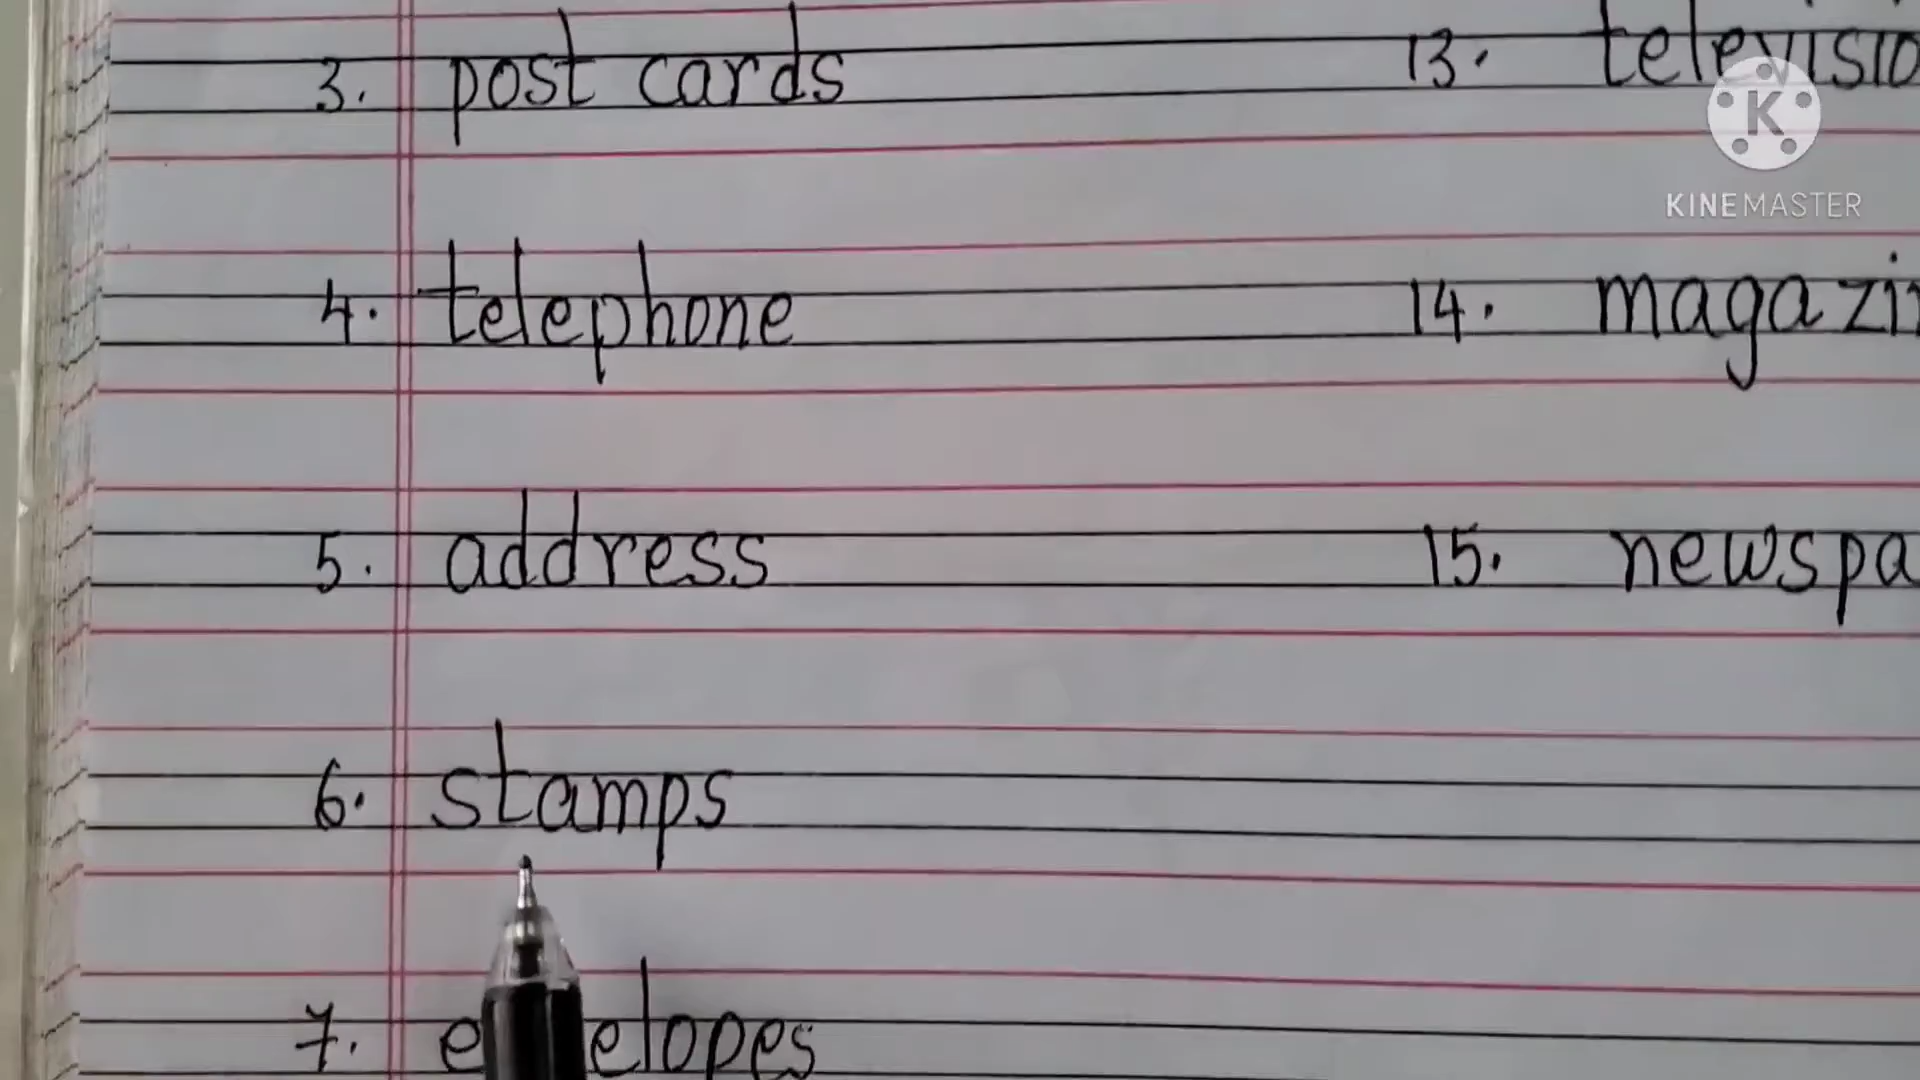 3. post cards
4. telephone
5. address
6. stamps
7.
13.
14.
15.
KINEMASTER